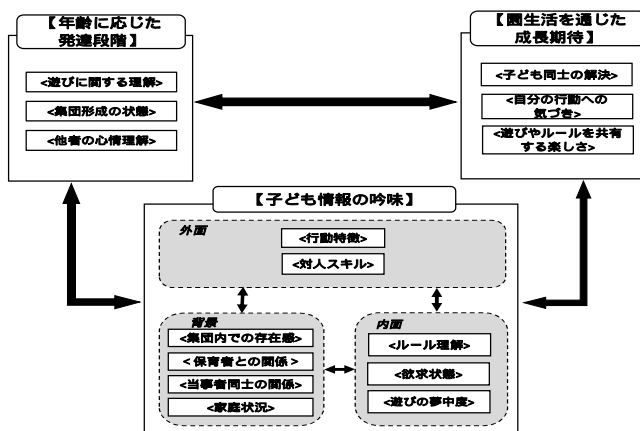 【年齢に応じた
発達段階】
<遊びに関する理解>
<集団形成の状態>
<他者の心情理解>
【園生活を通じた
成長期待】
<子ども同士の解決>
<自分の行動への
気づき>
<遊びやルールを共有
する楽しさ>
【子ども情報の吟味】
外面
<行動特徴>
<対人スキル>
背景
<集団内での存在感>
<保育者との関係>
<当事者同士の関係>
<家庭状況>
内面
<ルール理解>
<欲求状態>
<遊びの夢中度>